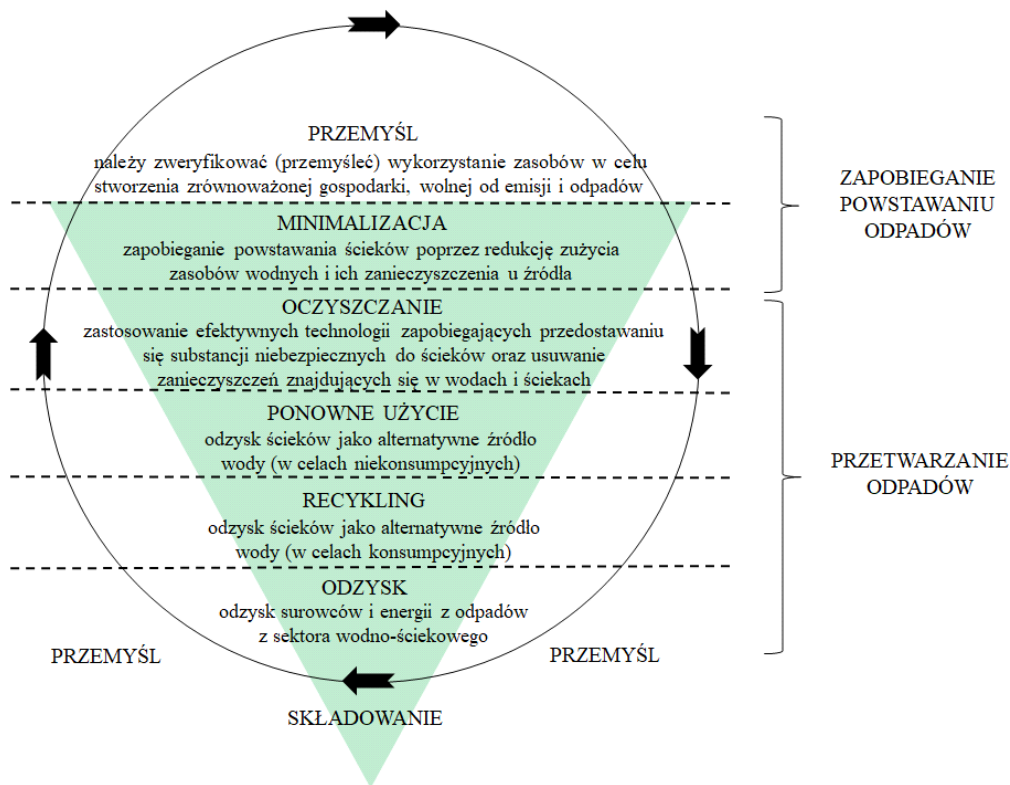 PRZEMYŚL
należy zweryfikować (przemyśleć) wykorzystanie zasobów w celu
stworzenia zrównoważonej gospodarki, wolnej od emisji i odpadów
MINIMALIZACJA
zapobieganie powstawania ścieków poprzez redukcję zużycia
zasobów wodnych i ich zanieczyszczenia u źródła
OCZYSZCZANIE
zastosowanie efektywnych technologii zapobiegających przedostawaniu
się substancji niebezpiecznych do ścieków oraz usuwanie
zanieczyszczeń znajdujących się w wodach i ściekach
PONOWNE UŻYCIE
odzysk ścieków jako alternatywne źródło
wody (w celach niekonsumpcyjnych)
RECYKLING
odzysk ścieków jako alternatywne źródło
wody (w celach konsumpcyjnych)
ODZYSK
odzysk surowców i energii z odpadów
z sektora wodno-ściekowego
PRZEMYŚL
PRZEMYŚL
SKŁADOWANIE
ZAPOBIEGANIE
POWSTAWANIU
ODPADÓW
PRZETWARZANIE
ODPADÓW